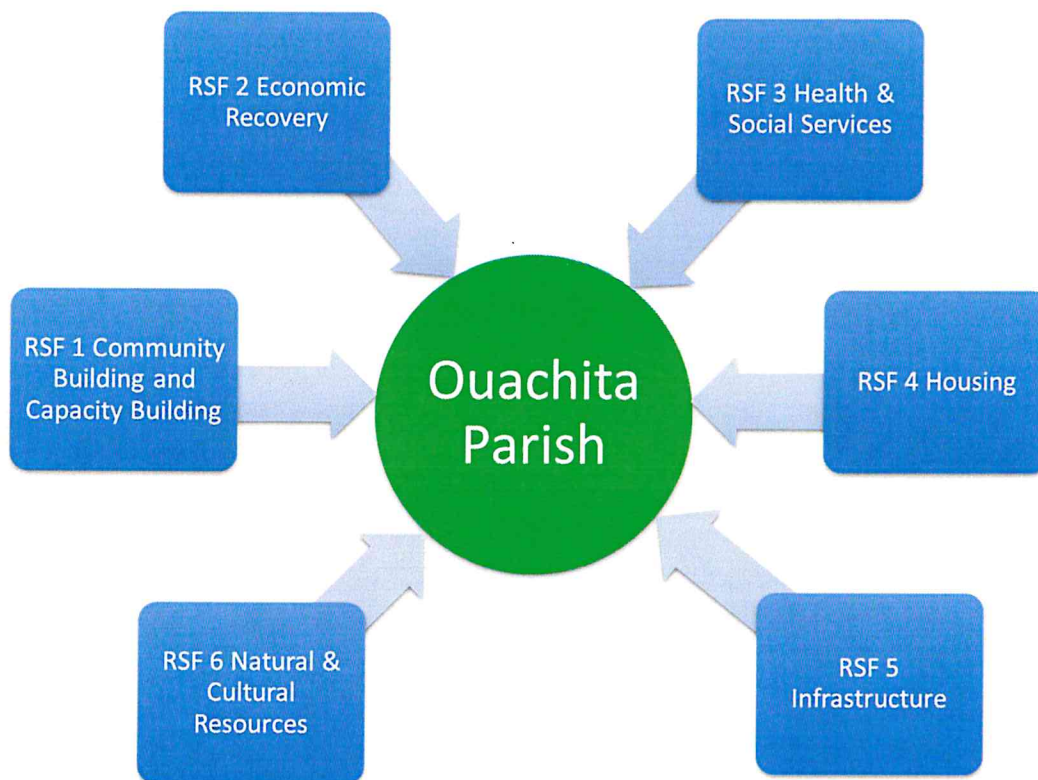 RSF 2 Economic
Recovery
RSF 3 Health &
Social Services
RSF 1 Community
Building and
Capacity Building
Ouachita
Parish
RSF 4 Housing
RSF 6 Natural &
Cultural
Resources
RSF 5
Infrastructure